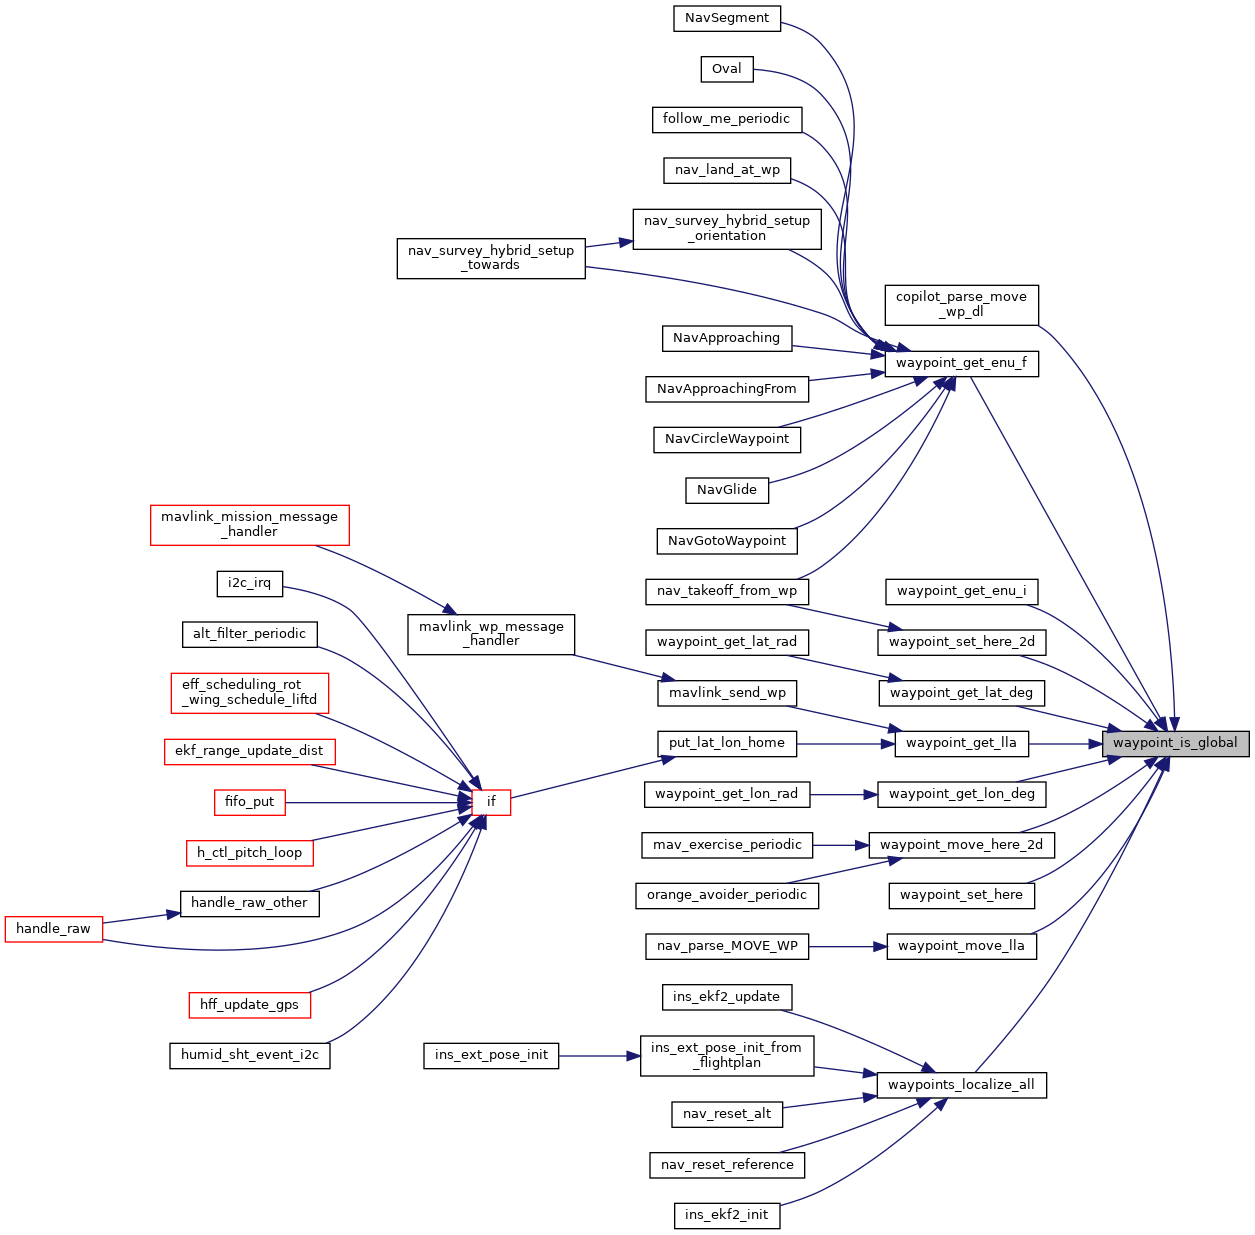 NavSegment
Oval
follow_me_periodic
nav_land_at_wp
nav_survey_hybrid_setup
_orientation
nav_survey_hybrid_setup
_towards
copilot_parse_move
_wp_dl
NavApproaching
waypoint_get_enu_f
NavApproachingFrom
NavCircleWaypoint
NavGlide
mavlink_mission_message
_handler
NavGotoWaypoint
i2c_irq
nav_takeoff_from_wp
waypoint_get_enu_i
alt_filter_periodic
mavlink_wp_message
_handler
waypoint_get_lat_rad
waypoint_set_here_2d
eff_scheduling_rot
_wing_schedule_liftd
mavlink_send_wp
waypoint_get_lat_deg
ekf_range_update_dist
put_lat_lon_home
waypoint_get_lla
waypoint_is_global
fifo_put
if
waypoint_get_lon_rad
waypoint_get_lon_deg
h_ctl_pitch_loop
mav_exercise_periodic
waypoint_move_here_2d
handle_raw_other
orange_avoider_periodic
waypoint_set_here
handle_raw
nav_parse_MOVE_WP
waypoint_move_lla
hff_update_gps
ins_ekf2_update
humid_sht_event_i2c
ins_ext_pose_init
ins_ext_pose_init_from
_flightplan
waypoints_localize_all
nav_reset_alt
nav_reset_reference
ins_ekf2_init